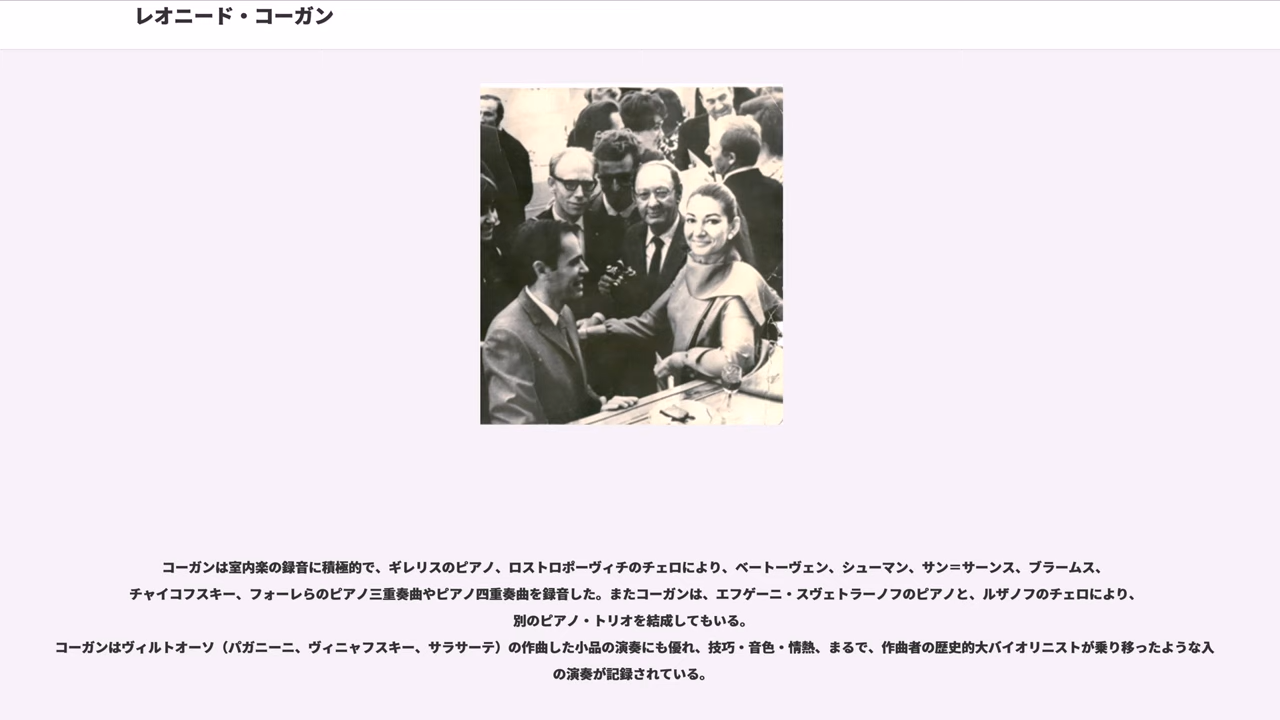 レオニード・コーガン
コーガンは室内楽の録音に積極的で、ギレリスのピアノ、ロストロポーヴィチのチェロにより、ベートーヴェン、シューマン、サン＝サーンス、ブラームス、
チャイコフスキー、フォーレらのピアノ三重奏曲やピアノ四重奏曲を録音した。またコーガンは、エフゲーニ・スヴェトラーノフのピアノと、ルザノフのチェロにより、
別のピアノ・トリオを結成してもいる。
コーガンはヴィルトオーソ（パガニーニ、ヴィニャフスキー、サラサーテ）の作曲した小品の演奏にも優れ、技巧・音色・情熱、まるで、作曲者の歴史的大バイオリニストが乗り移ったような入
の演奏が記録されている。